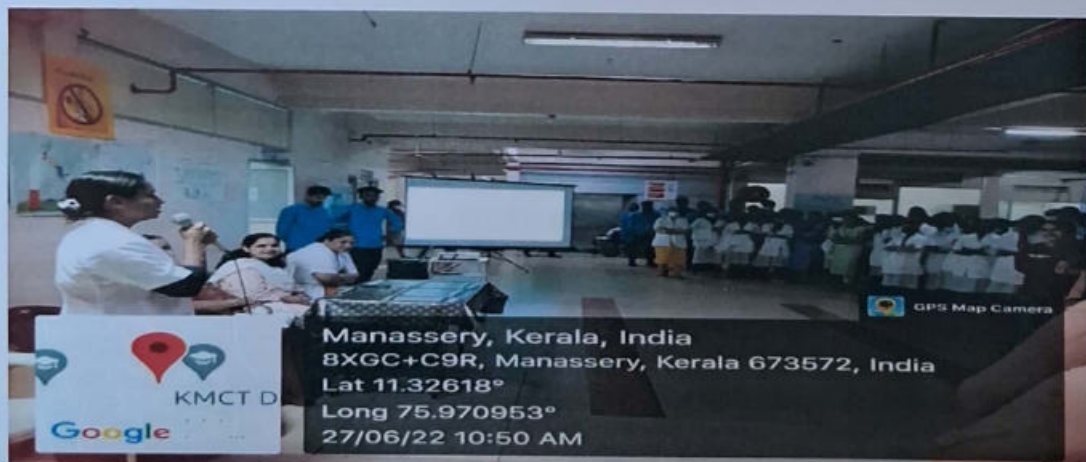 GPS Map Camera
Manassery, Kerala, India
8XGC+C9R, Manassery, Kerala 673572, India
Lat 11.32618°
Long 75.970953°
27/06/22 10:50 AM
KMCT D
Google